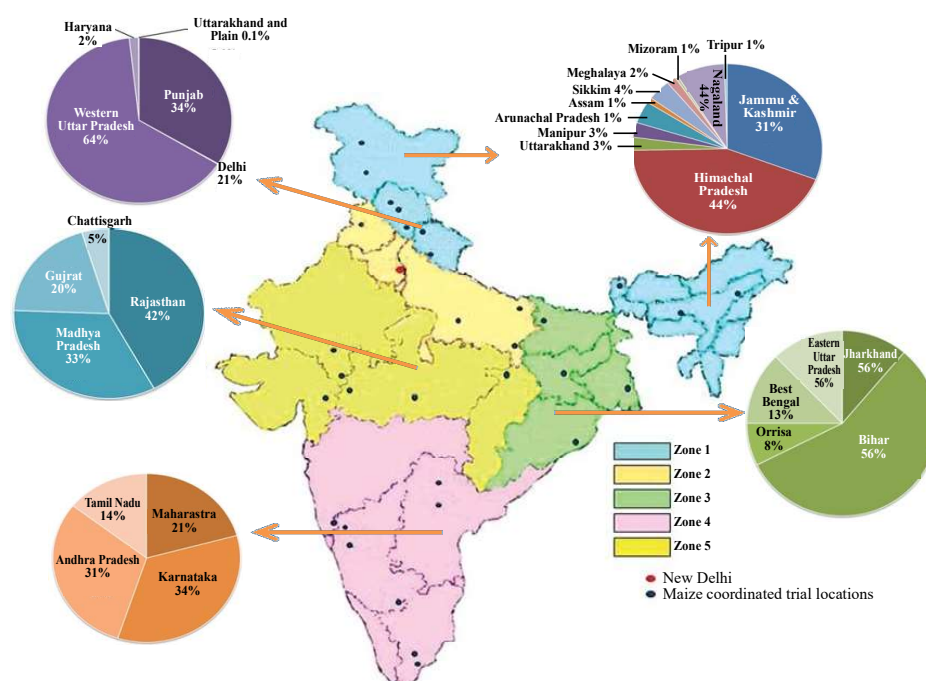 Haryana
2%
Uttarakhand and
Plain 0.1%
Punjab
34%
Western
Uttar Pradesh
64%
Delhi
21%
Mizoram 1%
Tripur 1%
Meghalaya 2%
Sikkim 4%
Assam 1%
Arunachal Pradesh 1%
Manipur 3%
Uttarakhand 3%
Nagaland
44%
Jammu &
Kashmir
31%
Himachal
Pradesh
44%
Chattisgarh
5%
Gujrat
20%
Rajasthan
42%
Madhya
Pradesh
33%
Eastern
Uttar
Pradesh
56%
Jharkhand
56%
Best
Bengal
13%
Orrisa
8%
Bihar
56%
Zone 1
Zone 2
Zone 3
Zone 4
Zone 5
New Delhi
Maize coordinated trial locations
Tamil Nadu
14%
Maharastra
21%
Andhra Pradesh
31%
Karnataka
34%